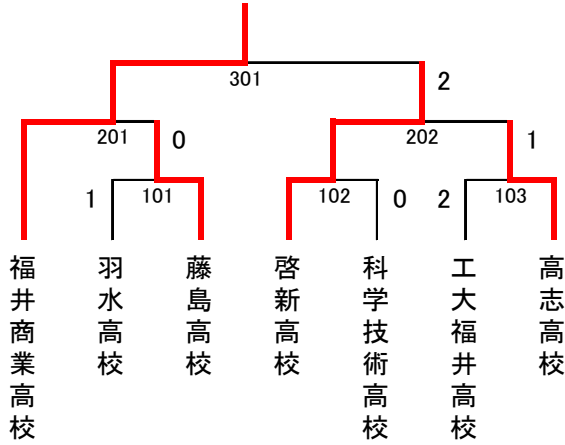 301
2
201
0
202
1
1
101
102
0
2
103
福井商業高校
羽水高校
藤島高校
啓新高校
科学技術高校
工大福井高校
高志高校